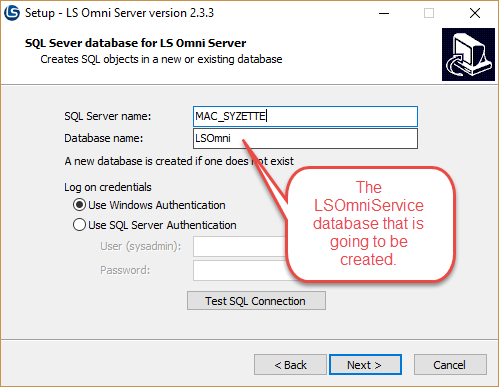 LS Setup - LS Omni Server version 2.3.3
SQL Sever database for LS Omni Server
Creates SQL objects in a new or existing database
SQL Server name: MAC_SYZETTE
Database name: LSOmni
A new database is created if one does not exist
Log on credentials
Use Windows Authentication
Use SQL Server Authentication
User (sysadmin):
Password:
The
LSOmniService
database that is
going to be
created.
Test SQL Connection
< Back Next > Cancel